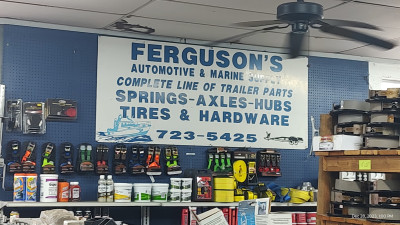 FERGUSON'S
AUTOMOTIVE & MARINE SUPPLY
COMPLETE LINE OF TRAILER PARTS
SPRINGS-AXLES-HUBS
TIRES & HARDWARE
723-5425